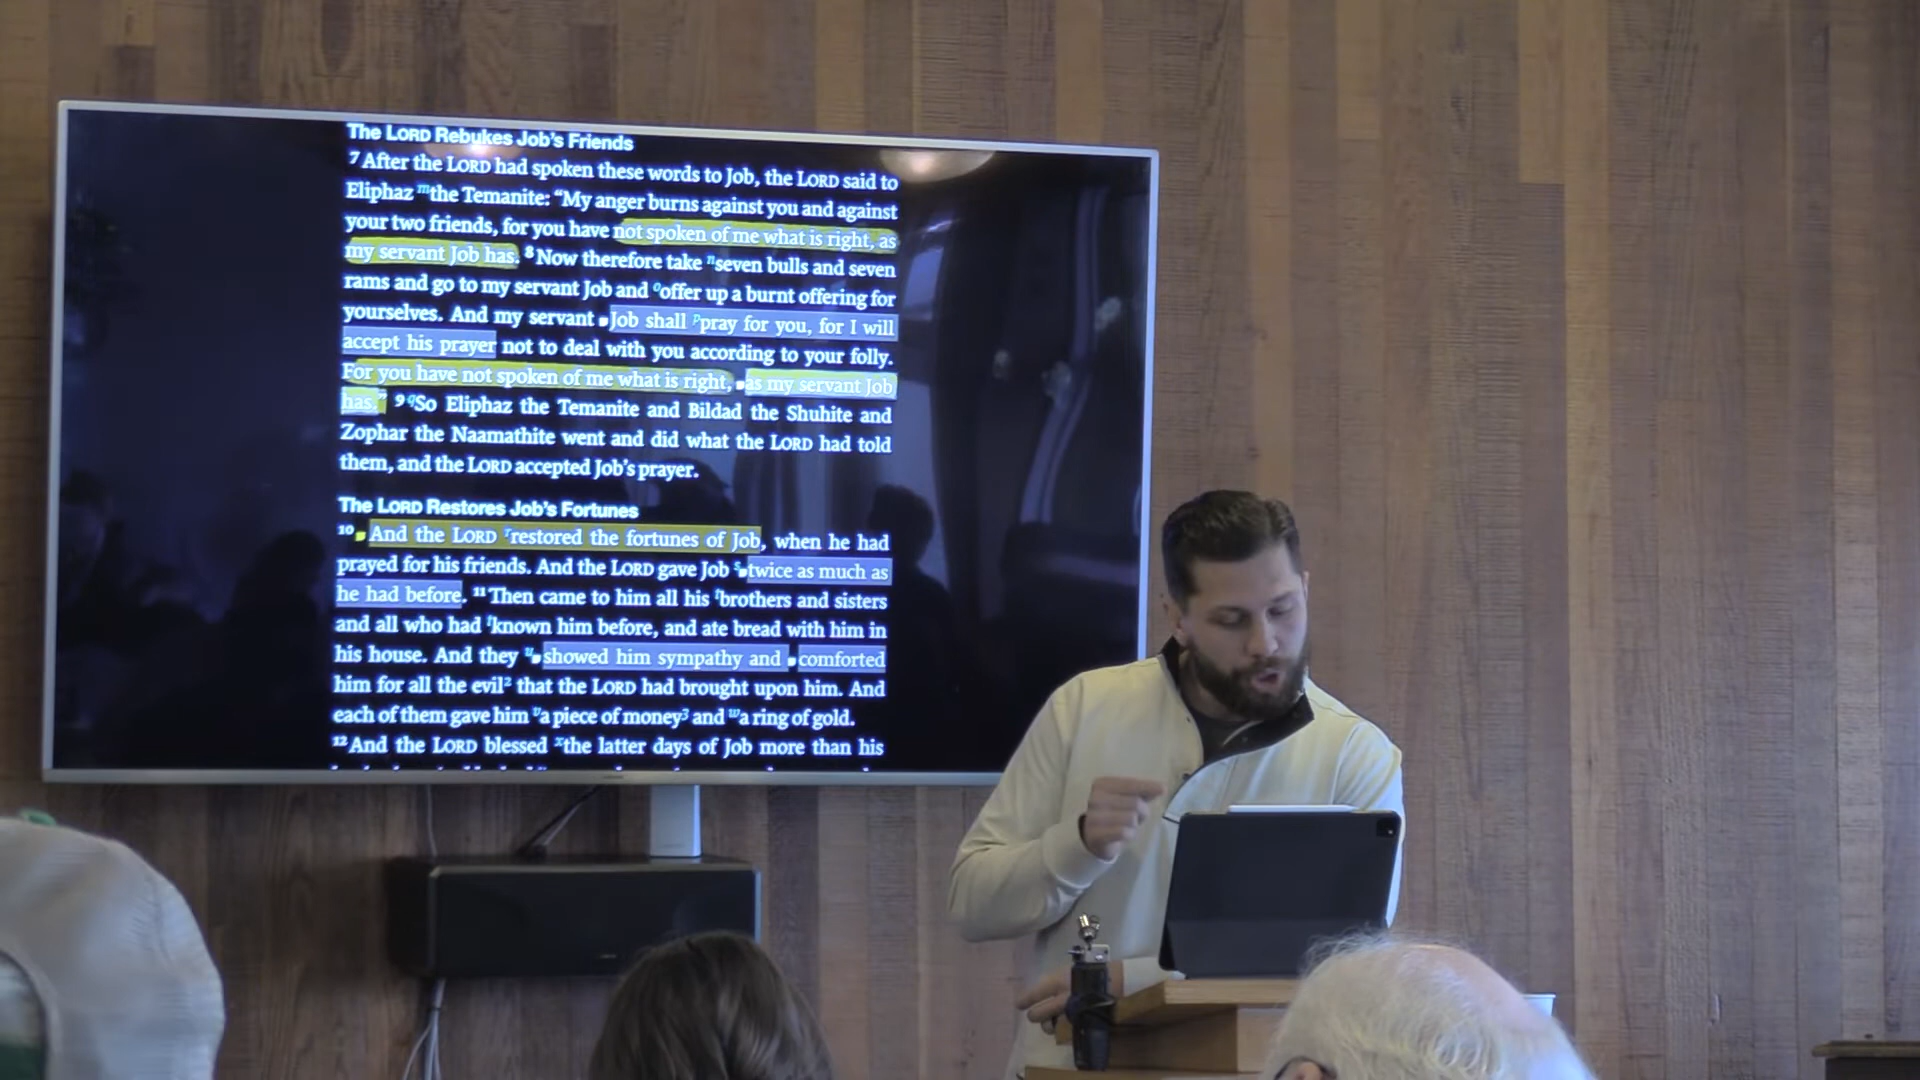 The LORD Rebukes Job's Friends
7 After the LORD had spoken these words to Job, the LORD said to
Eliphaz m the Temanite: “My anger burns against you and against
your two friends, for you have not spoken of me what is right, as
my servant Job has. 8 Now therefore take n seven bulls and seven
rams and go to my servant Job and o offer up a burnt offering for
yourselves. And my servant Job shall p pray for you, for I will
accept his prayer not to deal with you according to your folly.
For you have not spoken of me what is right, as my servant Job
has.” 9 q So Eliphaz the Temanite and Bildad the Shuhite and
Zophar the Naamathite went and did what the LORD had told
them, and the LORD accepted Job's prayer.
The LORD Restores Job's Fortunes
10 And the LORD r restored the fortunes of Job, when he had
prayed for his friends. And the LORD gave Job s twice as much as
he had before. 11 Then came to him all his t brothers and sisters
and all who had t known him before, and ate bread with him in
his house. And they u showed him sympathy and comforted
him for all the evil2 that the LORD had brought upon him. And
each of them gave him v a piece of money3 and w a ring of gold.
12 And the LORD blessed x the latter days of Job more than his